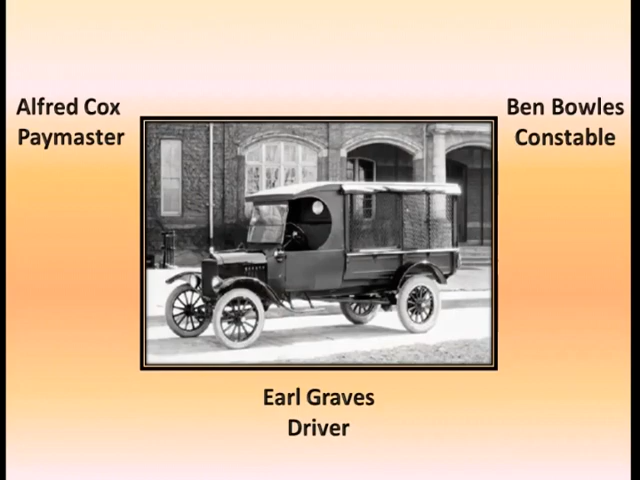 Alfred Cox
Paymaster
Ben Bowles
Constable
Earl Graves
Driver